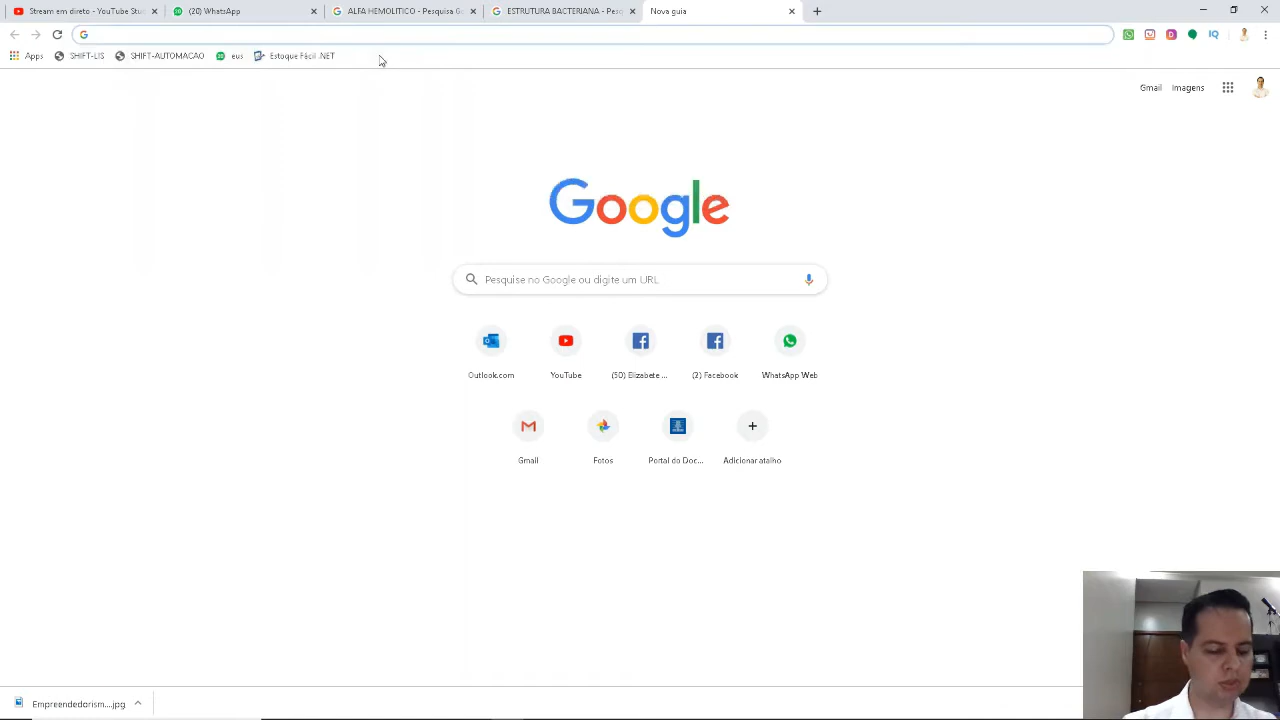 Stream em direto - YouTube Stu
(20) WhatsApp
ALFA HEMOLITICO - Pesquisa G
ESTRUTURA BACTERIANA - Pesq
Nova guia
Apps
SHIFT-LIS
SHIFT-AUTOMACAO
eus
Estoque Fácil .NET
Gmail
Imagens
Google
Pesquise no Google ou digite um URL
Outlook.com
YouTube
(50) Elizabete ...
(2) Facebook
WhatsApp Web
Gmail
Fotos
Portal do Doc...
Adicionar atalho
Empreendedorism....jpg